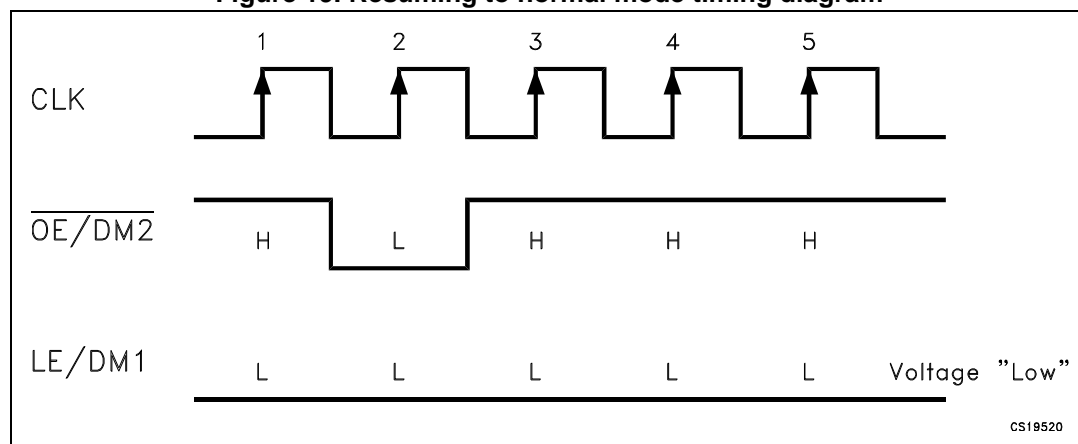 Figure 10. Resuming to normal mode timing diagram
1 2 3 4 5
CLK
OE/DM2 H L H H H
LE/DM1 L L L L L Voltage "Low"
CS19520